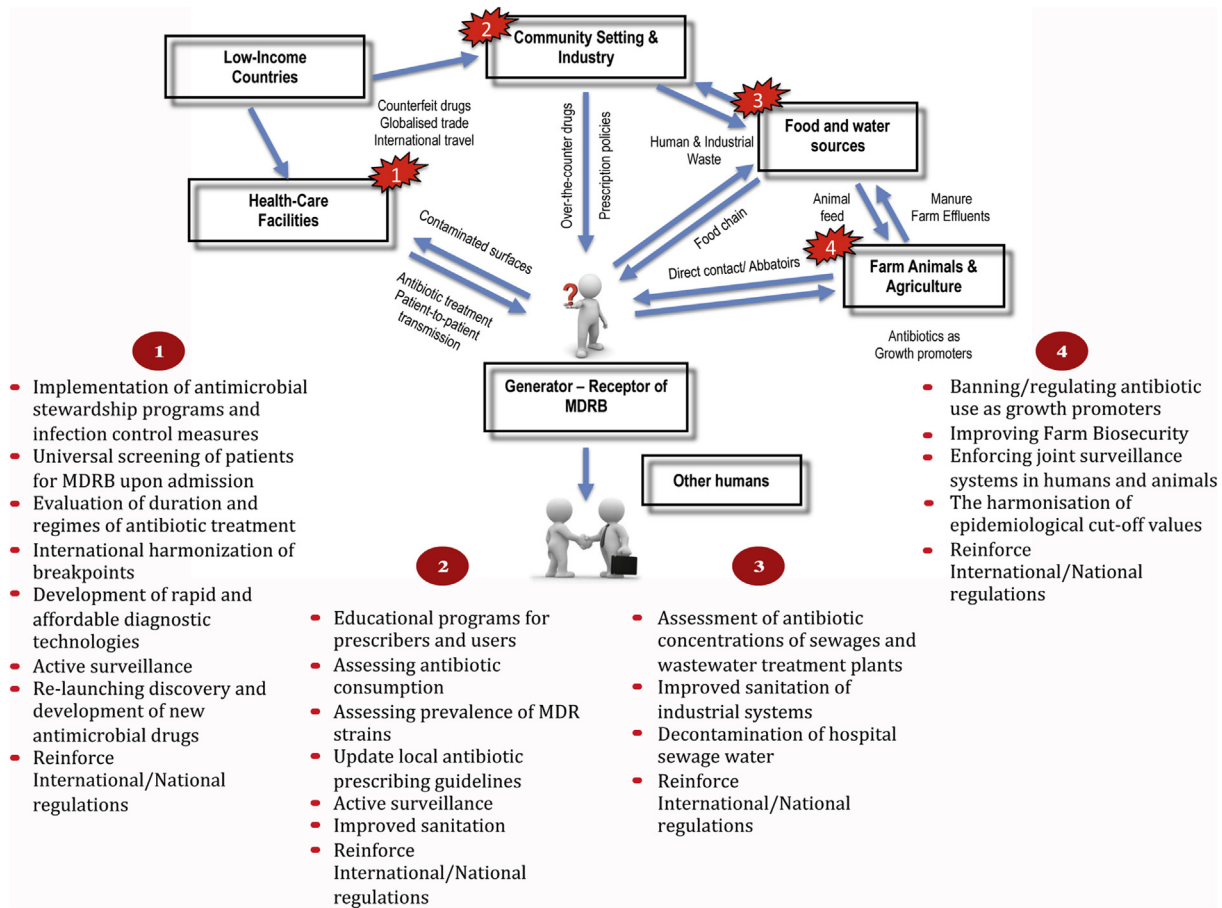 2
Community Setting &
Industry
Low-Income
Countries
3
Food and water
sources
Counterfeit drugs
Globalised trade
International travel
Over-the-counter drugs
Prescription policies
Human & Industrial
Waste
1
Health-Care
Facilities
Contaminated surfaces
Antibiotic treatment
Patient-to-patient
transmission
Food chain
Animal
feed
Manure
Farm Effluents
4
Farm Animals &
Agriculture
Direct contact/ Abbatoirs
?
Antibiotics as
Growth promoters
Generator – Receptor of
MDRB
Other humans
1
Implementation of antimicrobial
stewardship programs and
infection control measures
Universal screening of patients
for MDRB upon admission
Evaluation of duration and
regimes of antibiotic treatment
International harmonization of
breakpoints
Development of rapid and
affordable diagnostic
technologies
Active surveillance
Re-launching discovery and
development of new
antimicrobial drugs
Reinforce
International/National
regulations
2
Educational programs for
prescribers and users
Assessing antibiotic
consumption
Assessing prevalence of MDR
strains
Update local antibiotic
prescribing guidelines
Active surveillance
Improved sanitation
Reinforce
International/National
regulations
3
Assessment of antibiotic
concentrations of sewages and
wastewater treatment plants
Improved sanitation of
industrial systems
Decontamination of hospital
sewage water
Reinforce
International/National
regulations
4
Banning/regulating antibiotic
use as growth promoters
Improving Farm Biosecurity
Enforcing joint surveillance
systems in humans and animals
The harmonisation of
epidemiological cut-off values
Reinforce
International/National
regulations